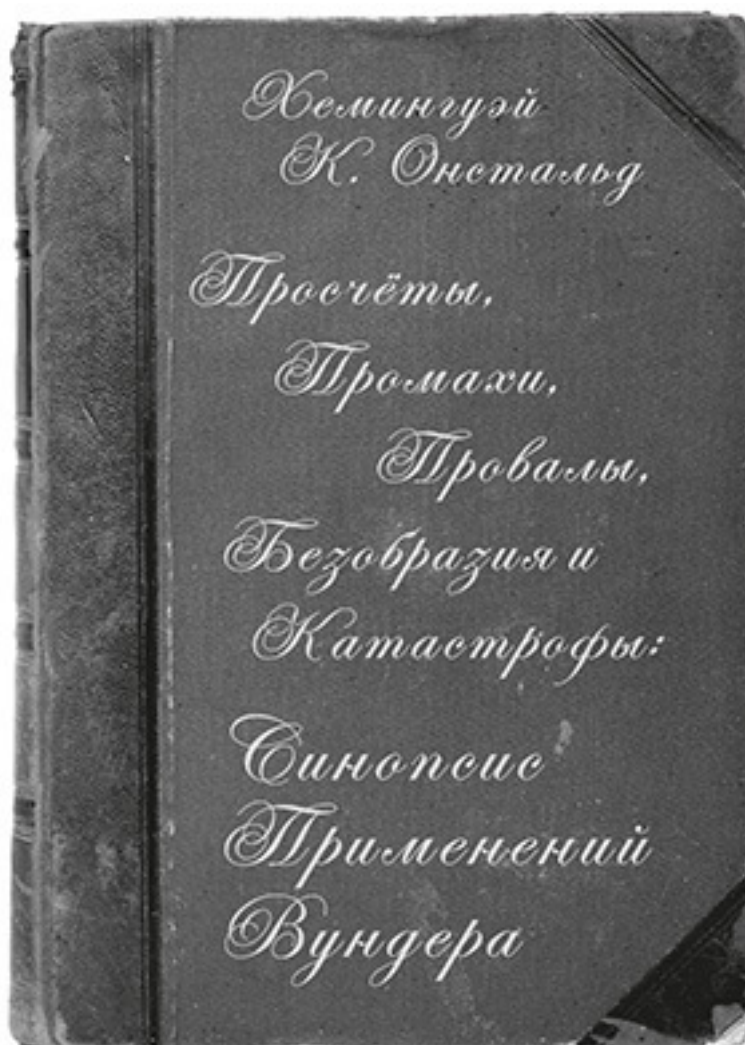 Хемингуэй
К. Онстальд
Просчёты,
Промахи,
Провалы,
Безобразия и
Катастрофы:
Синопсис
Применений
Вундера